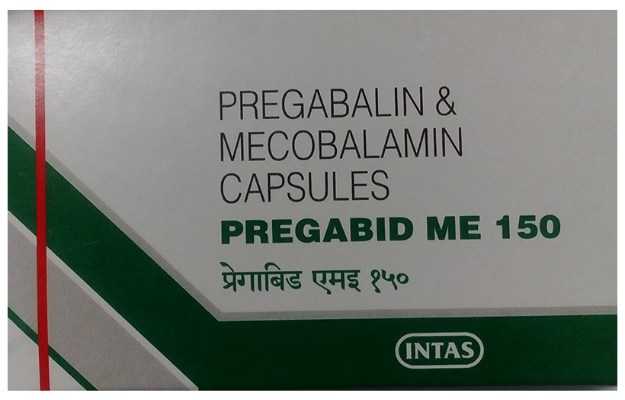 PREGABALIN &
MECOBALAMIN
CAPSULES
PREGABID ME 150
प्रेगाबिड एमइ १५०
INTAS